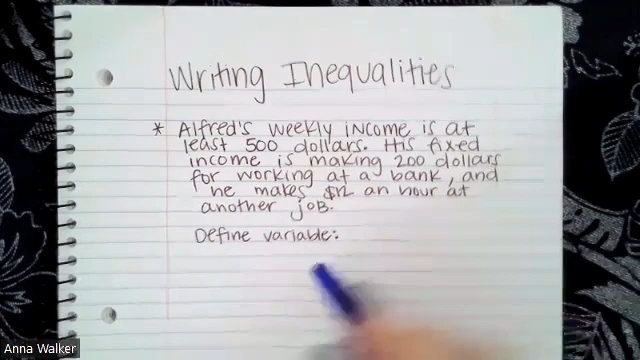 Writing Inequalities
* Alfred's weekly income is at
least 500 dollars. His fixed
income is making 200 dollars
for working at a bank, and
he makes $12 an hour at
another job.
Define variable:
Anna Walker